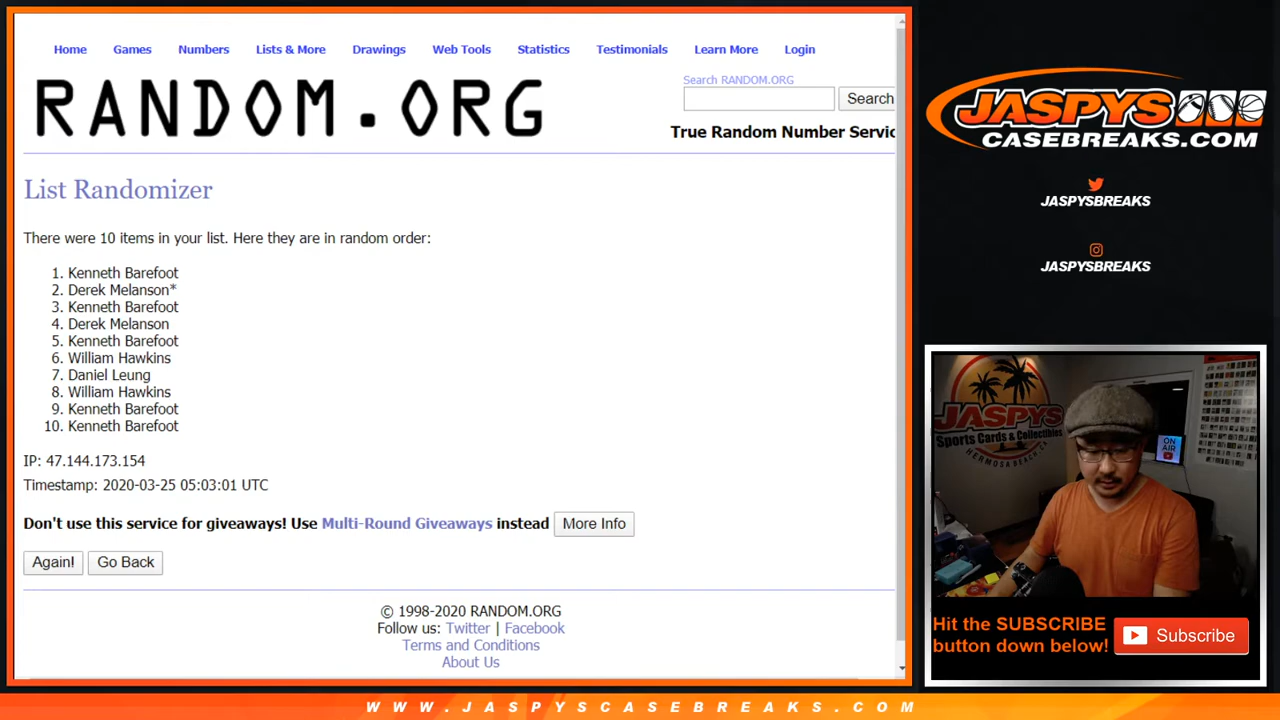 Home Games Numbers Lists & More Drawings Web Tools Statistics Testimonials Learn More Login
RANDOM.ORG
Search RANDOM.ORG
Search
True Random Number Servic
List Randomizer
There were 10 items in your list. Here they are in random order:
1. Kenneth Barefoot
2. Derek Melanson*
3. Kenneth Barefoot
4. Derek Melanson
5. Kenneth Barefoot
6. William Hawkins
7. Daniel Leung
8. William Hawkins
9. Kenneth Barefoot
10. Kenneth Barefoot
IP: 47.144.173.154
Timestamp: 2020-03-25 05:03:01 UTC
Don't use this service for giveaways! Use Multi-Round Giveaways instead More Info
Again! Go Back
© 1998-2020 RANDOM.ORG
Follow us: Twitter | Facebook
Terms and Conditions
About Us
JASPYS
CASEBREAKS.COM
JASPYSBREAKS
JASPYSBREAKS
JASPYS
Sports Cards & Collectibles
HERMOSA BEACH, CA
ON
AIR
Hit the SUBSCRIBE
button down below!
Subscribe
WWW.JASPYSCASEBREAKS.COM